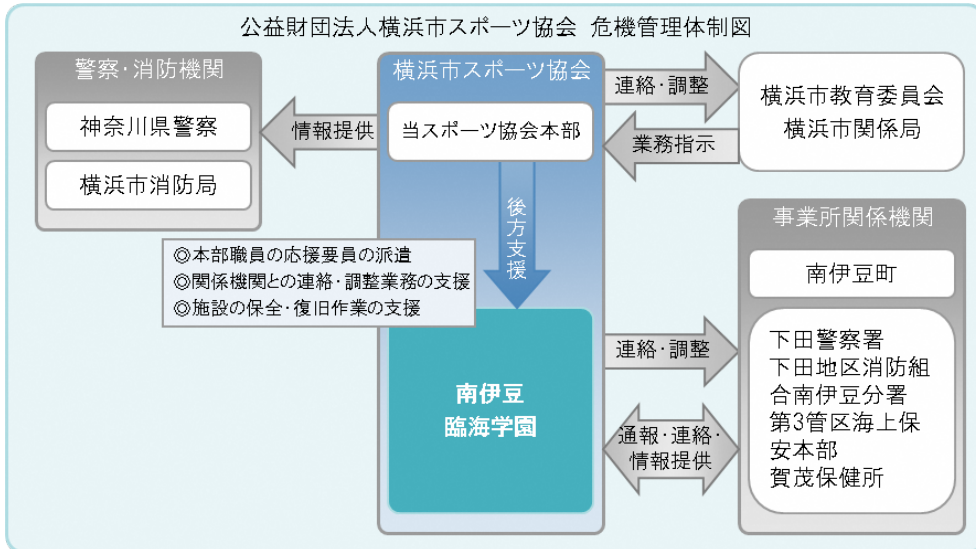 公益財団法人横浜市スポーツ協会 危機管理体制図
警察・消防機関
神奈川県警察
横浜市消防局
情報提供
横浜市スポーツ協会
当スポーツ協会本部
連絡・調整
業務指示
横浜市教育委員会
横浜市関係局
後方支援
◎本部職員の応援要員の派遣
◎関係機関との連絡・調整業務の支援
◎施設の保全・復旧作業の支援
南伊豆
臨海学園
連絡・調整
通報・連絡・
情報提供
事業所関係機関
南伊豆町
下田警察署
下田地区消防組
合南伊豆分署
第3管区海上保
安本部
賀茂保健所